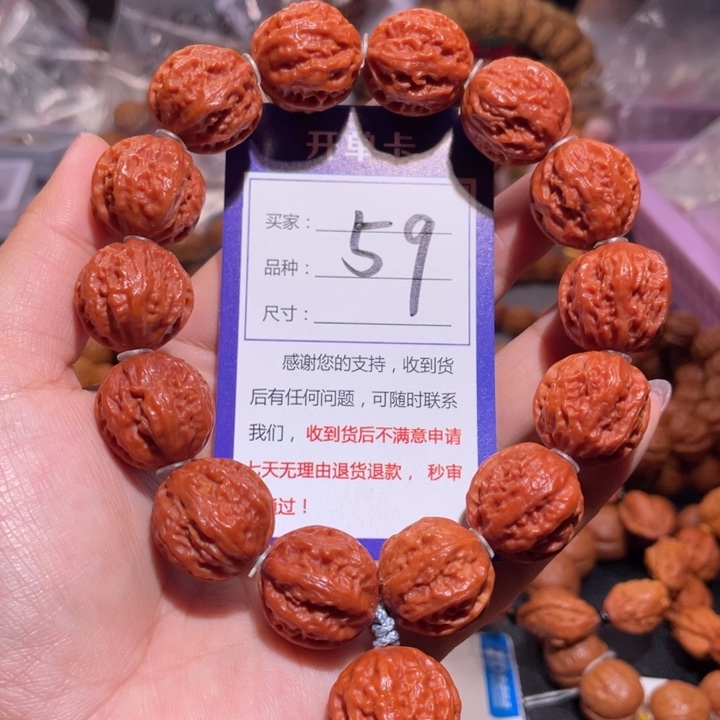 开单卡
买家：
59
品种：
尺寸：
感谢您的支持，收到货
后有任何问题，可随时联系
我们，收到货后不满意申请
七天无理由退货退款，秒审
过！